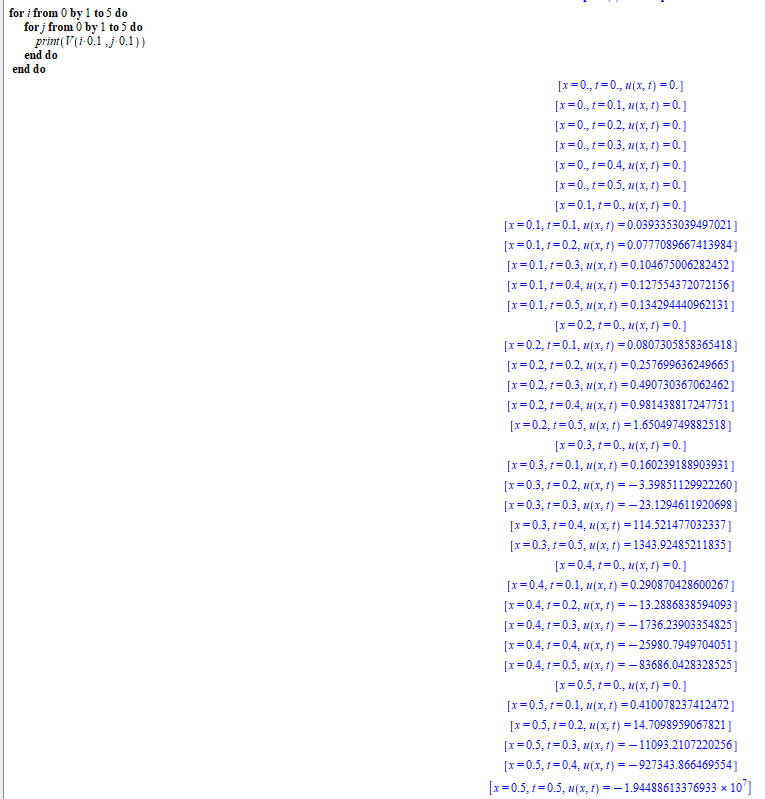 for i from 0 by 1 to 5 do
for j from 0 by 1 to 5 do
print(V(i·0.1, j·0.1))
end do
end do
[x = 0., t = 0., u(x, t) = 0.]
[x = 0., t = 0.1, u(x, t) = 0.]
[x = 0., t = 0.2, u(x, t) = 0.]
[x = 0., t = 0.3, u(x, t) = 0.]
[x = 0., t = 0.4, u(x, t) = 0.]
[x = 0., t = 0.5, u(x, t) = 0.]
[x = 0.1, t = 0., u(x, t) = 0.]
[x = 0.1, t = 0.1, u(x, t) = 0.0393353039497021]
[x = 0.1, t = 0.2, u(x, t) = 0.0777089667413984]
[x = 0.1, t = 0.3, u(x, t) = 0.104675006282452]
[x = 0.1, t = 0.4, u(x, t) = 0.127554372072156]
[x = 0.1, t = 0.5, u(x, t) = 0.134294440962131]
[x = 0.2, t = 0., u(x, t) = 0.]
[x = 0.2, t = 0.1, u(x, t) = 0.0807305858365418]
[x = 0.2, t = 0.2, u(x, t) = 0.257699636249665]
[x = 0.2, t = 0.3, u(x, t) = 0.490730367062462]
[x = 0.2, t = 0.4, u(x, t) = 0.981438817247751]
[x = 0.2, t = 0.5, u(x, t) = 1.65049749882518]
[x = 0.3, t = 0., u(x, t) = 0.]
[x = 0.3, t = 0.1, u(x, t) = 0.160239188903931]
[x = 0.3, t = 0.2, u(x, t) = −3.39851129922260]
[x = 0.3, t = 0.3, u(x, t) = −23.1294611920698]
[x = 0.3, t = 0.4, u(x, t) = 114.521477032337]
[x = 0.3, t = 0.5, u(x, t) = 1343.92485211835]
[x = 0.4, t = 0., u(x, t) = 0.]
[x = 0.4, t = 0.1, u(x, t) = 0.290870428600267]
[x = 0.4, t = 0.2, u(x, t) = −13.2886838594093]
[x = 0.4, t = 0.3, u(x, t) = −1736.23903354825]
[x = 0.4, t = 0.4, u(x, t) = −25980.7949704051]
[x = 0.4, t = 0.5, u(x, t) = −83686.0428328525]
[x = 0.5, t = 0., u(x, t) = 0.]
[x = 0.5, t = 0.1, u(x, t) = 0.410078237412472]
[x = 0.5, t = 0.2, u(x, t) = 14.7098959067821]
[x = 0.5, t = 0.3, u(x, t) = −11093.2107220256]
[x = 0.5, t = 0.4, u(x, t) = −927343.866469554]
[x = 0.5, t = 0.5, u(x, t) = −1.94488613376933 × 10⁷]